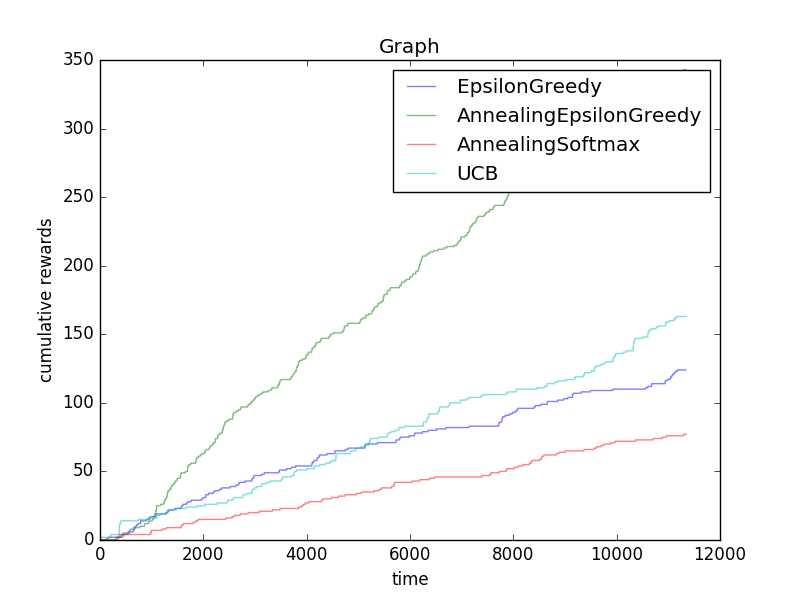 Graph
350
300
250
200
150
100
50
0
cumulative rewards
EpsilonGreedy
AnnealingEpsilonGreedy
AnnealingSoftmax
UCB
0 2000 4000 6000 8000 10000 12000
time